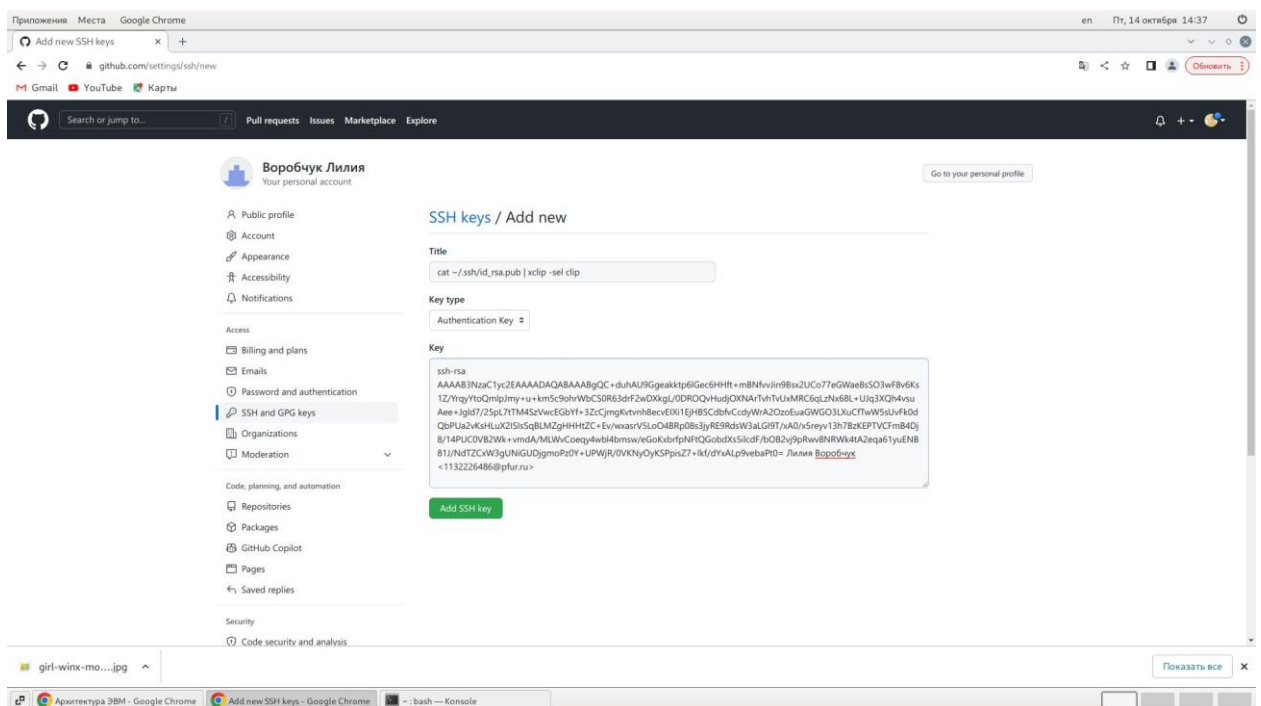 Приложения Места Google Chrome en Пт, 14 октября 14:37
Add new SSH keys × +
github.com/settings/ssh/new Обновить
Gmail YouTube Карты
Search or jump to... / Pull requests Issues Marketplace Explore
Воробчук Лилия
Your personal account
Go to your personal profile
Public profile
Account
Appearance
Accessibility
Notifications
Access
Billing and plans
Emails
Password and authentication
SSH and GPG keys
Organizations
Moderation
Code, planning, and automation
Repositories
Packages
GitHub Copilot
Pages
Saved replies
Security
Code security and analysis
SSH keys / Add new
Title
cat ~/.ssh/id_rsa.pub | xclip -sel clip
Key type
Authentication Key
Key
ssh-rsa
Лилия Воробчук
<1132226486@pfur.ru>
Add SSH key
girl-winx-mo....jpg
Показать все ×
Архитектура ЭВМ - Google Chrome Add new SSH keys - Google Chrome ~ : bash — Konsole